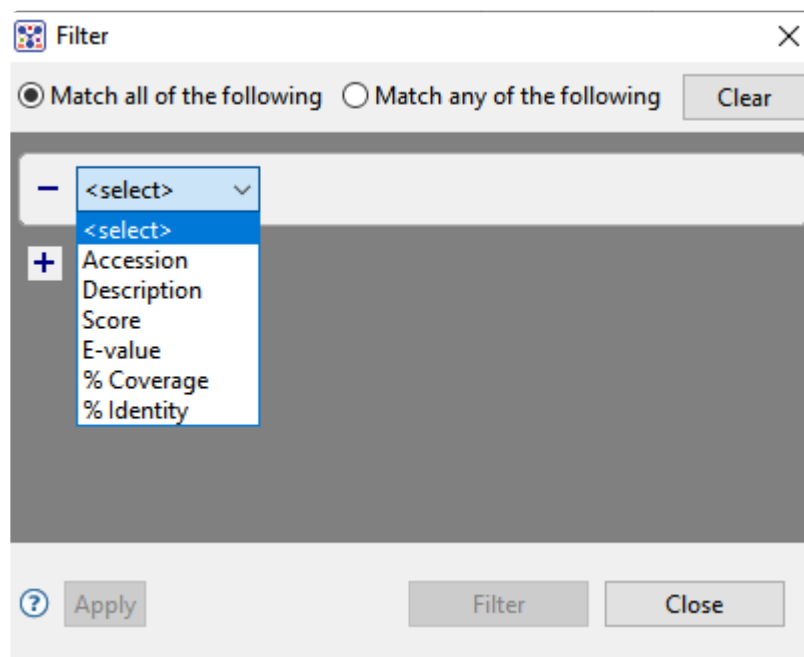 Filter
Match all of the following Match any of the following Clear
<select>
<select>
Accession
Description
Score
E-value
% Coverage
% Identity
? Apply Filter Close